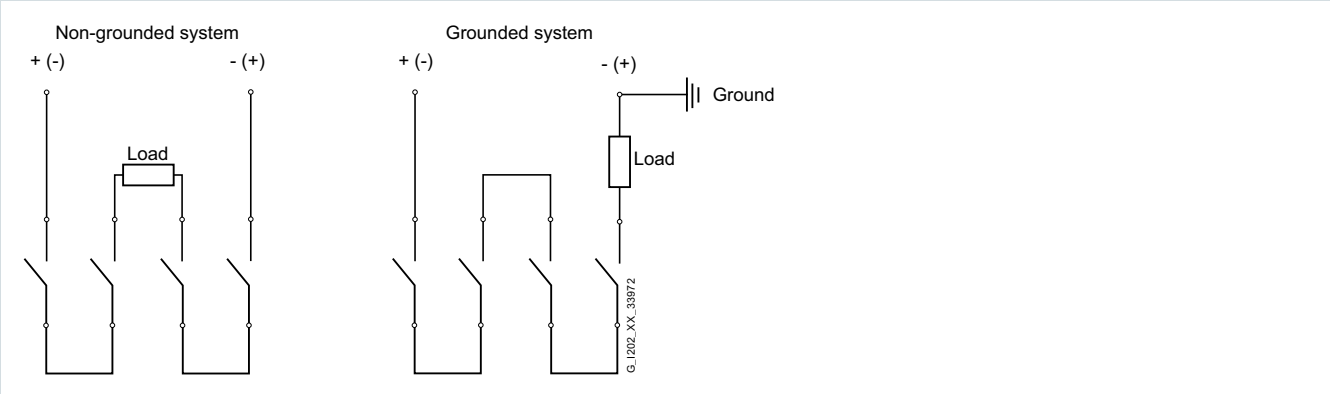 Non-grounded system
+ (-)
- (+)
Load
Grounded system
+ (-)
- (+)
Ground
Load
G_I202_XX_33972